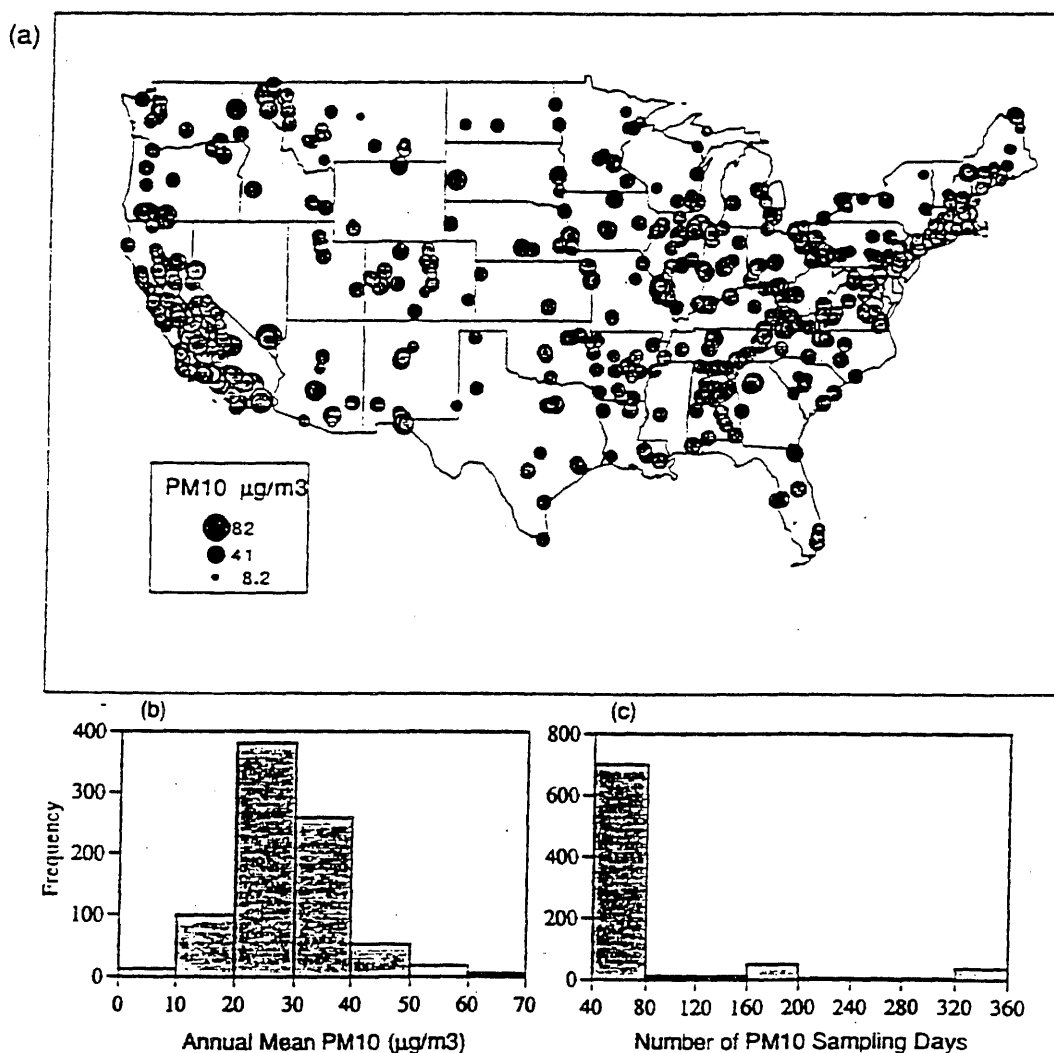 (a)
PM10 µg/m3
82
41
8.2
(b)
400
300
200
100
0
Frequency
0 10 20 30 40 50 60 70
Annual Mean PM10 (µg/m3)
(c)
800
600
400
200
0
40 80 120 160 200 240 280 320 360
Number of PM10 Sampling Days